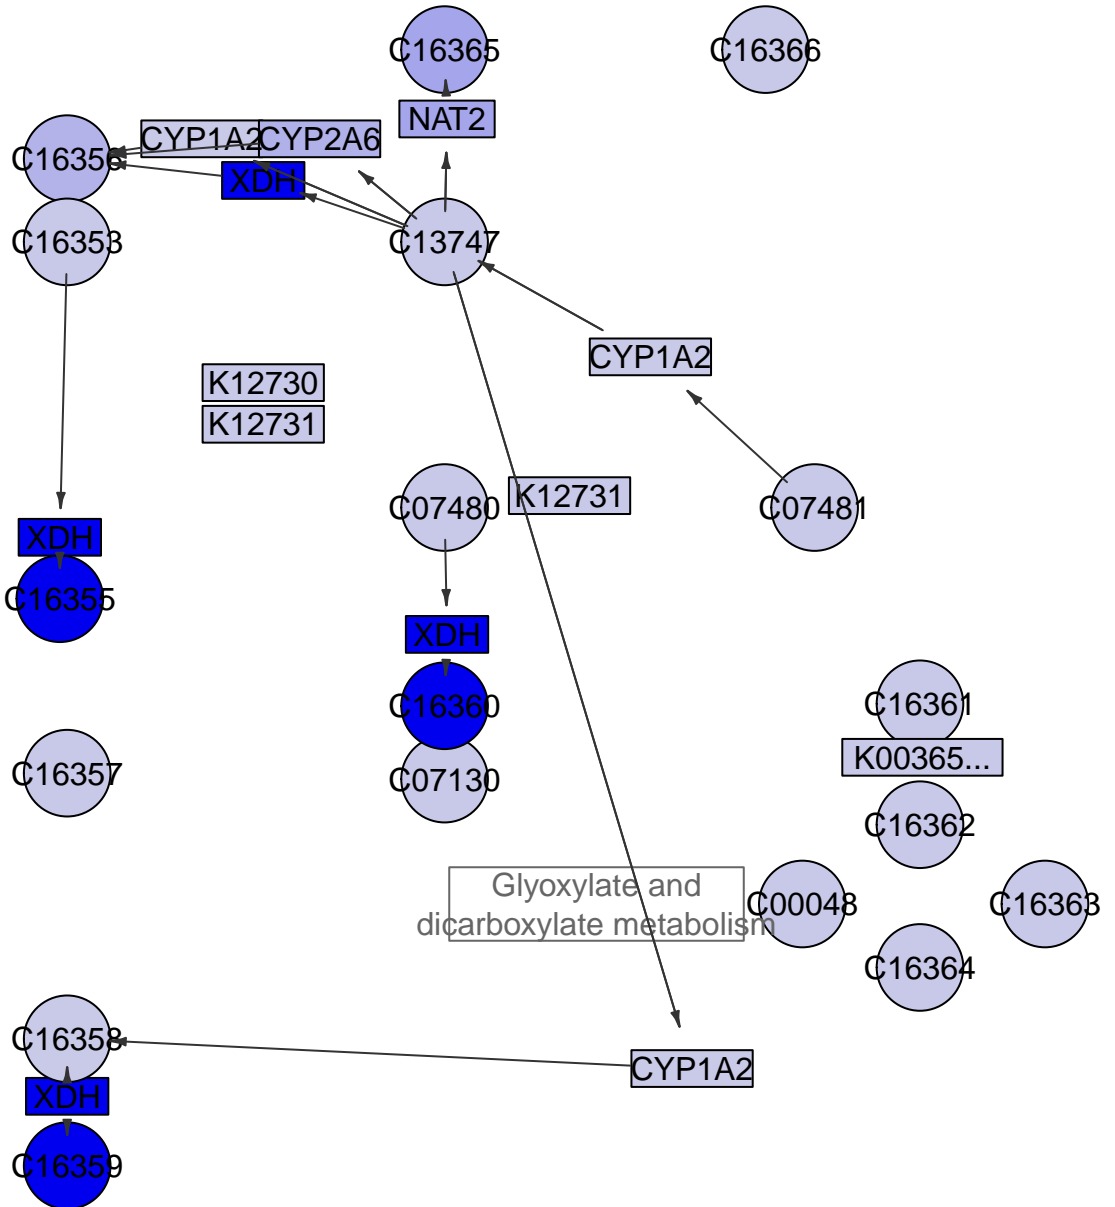 C16365
C16366
NAT2
CYP1A2
CYP2A6
C16356
XDH
C16353
C13747
CYP1A2
K12730
K12731
C07480
K12731
C07481
XDH
C16355
XDH
C16360
C16361
K00365...
C16357
C07130
C16362
Glyoxylate and
dicarboxylate metabolism
C00048
C16363
C16364
C16358
CYP1A2
XDH
C16359